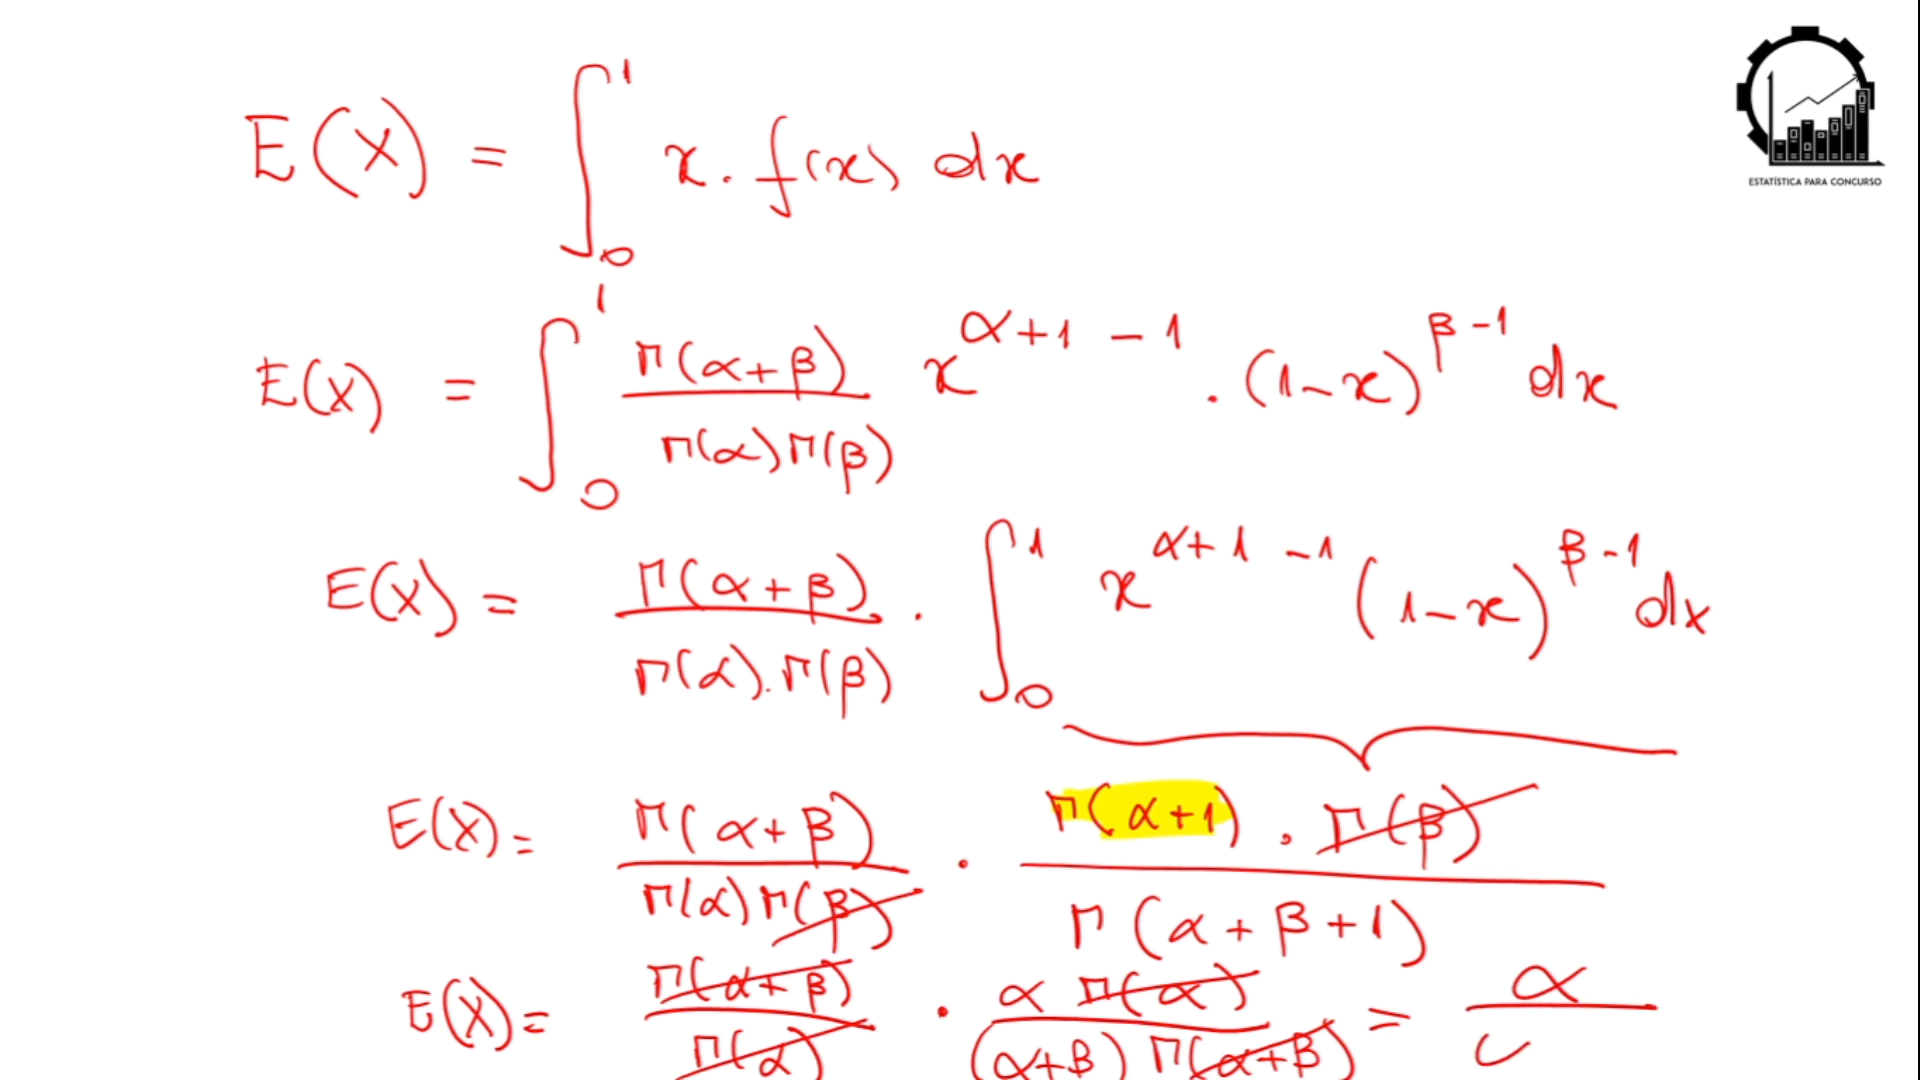 E(X) = ∫₀¹ x . f(x) dx
ESTATÍSTICA PARA CONCURSO
E(X) = ∫₀¹ Γ(α+β) / Γ(α)Γ(β) x^(α+1-1) . (1-x)^(β-1) dx
E(X) = Γ(α+β) / Γ(α).Γ(β) . ∫₀¹ x^(α+1-1) (1-x)^(β-1) dx
E(X) = Γ(α+β) / Γ(α)Γ(β) . Γ(α+1) . Γ(β) / Γ(α+β+1)
E(X) = Γ(α+β) / Γ(α) . α Γ(α) / (α+β) Γ(α+β) = α /